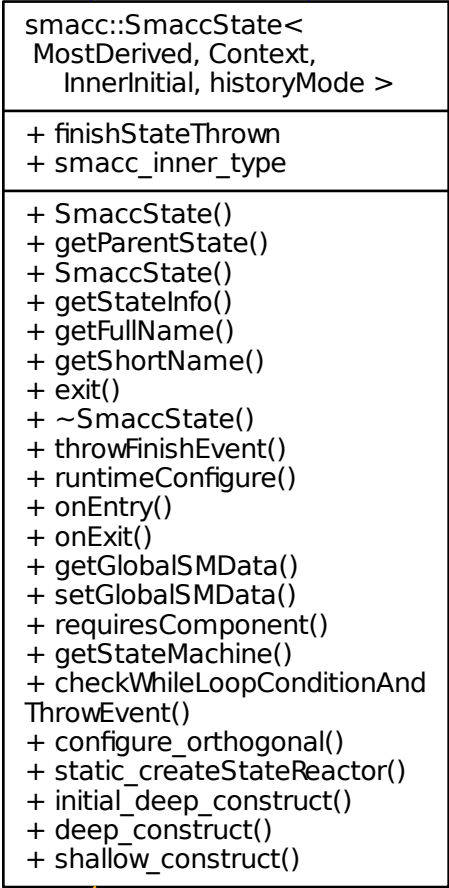 smacc::SmaccState<
MostDerived, Context,
InnerInitial, historyMode >
+ finishStateThrown
+ smacc_inner_type
+ SmaccState()
+ getParentState()
+ SmaccState()
+ getStateInfo()
+ getFullName()
+ getShortName()
+ exit()
+ ~SmaccState()
+ throwFinishEvent()
+ runtimeConfigure()
+ onEntry()
+ onExit()
+ getGlobalSMData()
+ setGlobalSMData()
+ requiresComponent()
+ getStateMachine()
+ checkWhileLoopConditionAnd
ThrowEvent()
+ configure_orthogonal()
+ static_createStateReactor()
+ initial_deep_construct()
+ deep_construct()
+ shallow_construct()